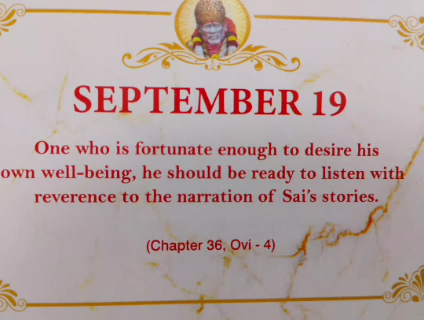 SEPTEMBER 19
One who is fortunate enough to desire his
own well-being, he should be ready to listen with
reverence to the narration of Sai's stories.
(Chapter 36, Ovi - 4)